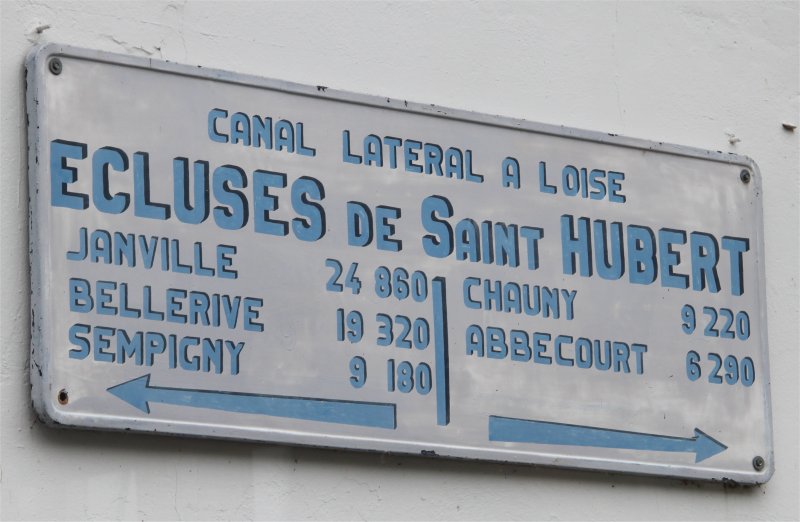 CANAL LATERAL A L OISE
ECLUSES DE SAINT HUBERT
JANVILLE 24 860
BELLERIVE 19 320
SEMPIGNY 9 180
CHAUNY 9 220
ABBECOURT 6 290